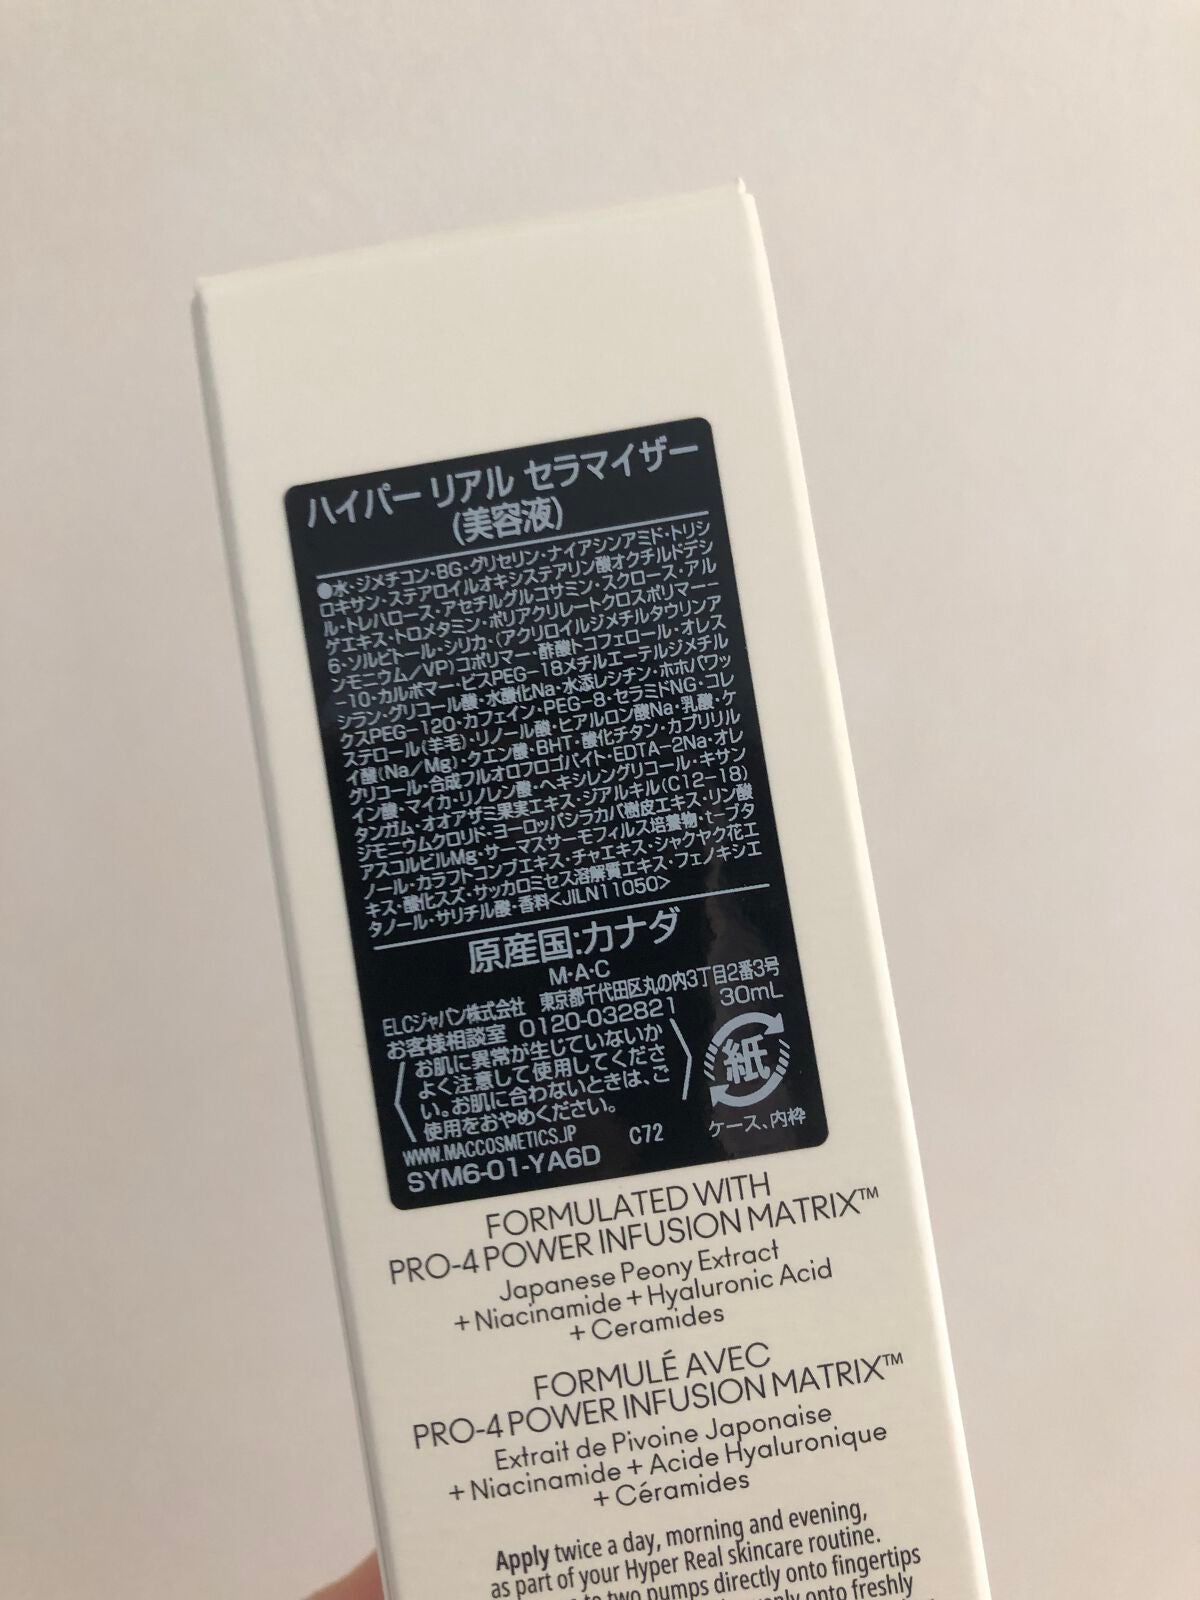 ハイパー リアル セラマイザー
(美容液)
●水・ジメチコン・BG・グリセリン・ナイアシンアミド・トリシ
ロキサン・ステアロイルオキシステアリン酸オクチルドデシ
ル・トレハロース・アセチルグルコサミン・スクロース・アル
ゲエキス・トロメタミン・ポリアクリレートクロスポリマー-
6・ソルビトール・シリカ・(アクリロイルジメチルタウリンア
ンモニウム/VP)コポリマー・酢酸トコフェロール・オレス
-10・カルボマー・ビスPEG-18メチルエーテルジメチル
シラン・グリコール酸・水酸化Na・水添レシチン・ホホバワッ
クスPEG-120・カフェイン・PEG-8・セラミドNG・コレ
ステロール(羊毛)・リノール酸・ヒアルロン酸Na・乳酸・ケ
イ酸(Na/Mg)・クエン酸・BHT・酸化チタン・カプリリル
グリコール・合成フルオロフロゴパイト・EDTA-2Na・オレ
イン酸・マイカ・リノレン酸・ヘキシレングリコール・キサン
タンガム・オオアザミ果実エキス・ジアルキル(C12-18)
ジモニウムクロリド・ヨーロッパシラカバ樹皮エキス・リン酸
アスコルビルMg・サーマスサーモフィルス培養物・t-ブタ
ノール・カラフトコンブエキス・チャエキス・シャクヤク花エ
キス・酸化スズ・サッカロミセス溶解質エキス・フェノキシエ
タノール・サリチル酸・香料<JILN11050>
原産国:カナダ
M・A・C
ELCジャパン株式会社 東京都千代田区丸の内3丁目2番3号
お客様相談室 0120-032821 30mL
お肌に異常が生じていないか
よく注意して使用してくださ
い。お肌に合わないときは、ご
使用をおやめください。
紙
ケース、内枠
WWW.MACCOSMETICS.JP C72
SYM6-01-YA6D
FORMULATED WITH
PRO-4 POWER INFUSION MATRIX™
Japanese Peony Extract
+ Niacinamide + Hyaluronic Acid
+ Ceramides
FORMULÉ AVEC
PRO-4 POWER INFUSION MATRIX™
Extrait de Pivoine Japonaise
+ Niacinamide + Acide Hyaluronique
+ Céramides
Apply twice a day, morning and evening,
as part of your Hyper Real skincare routine.
to two pumps directly onto fingertips
onto freshly